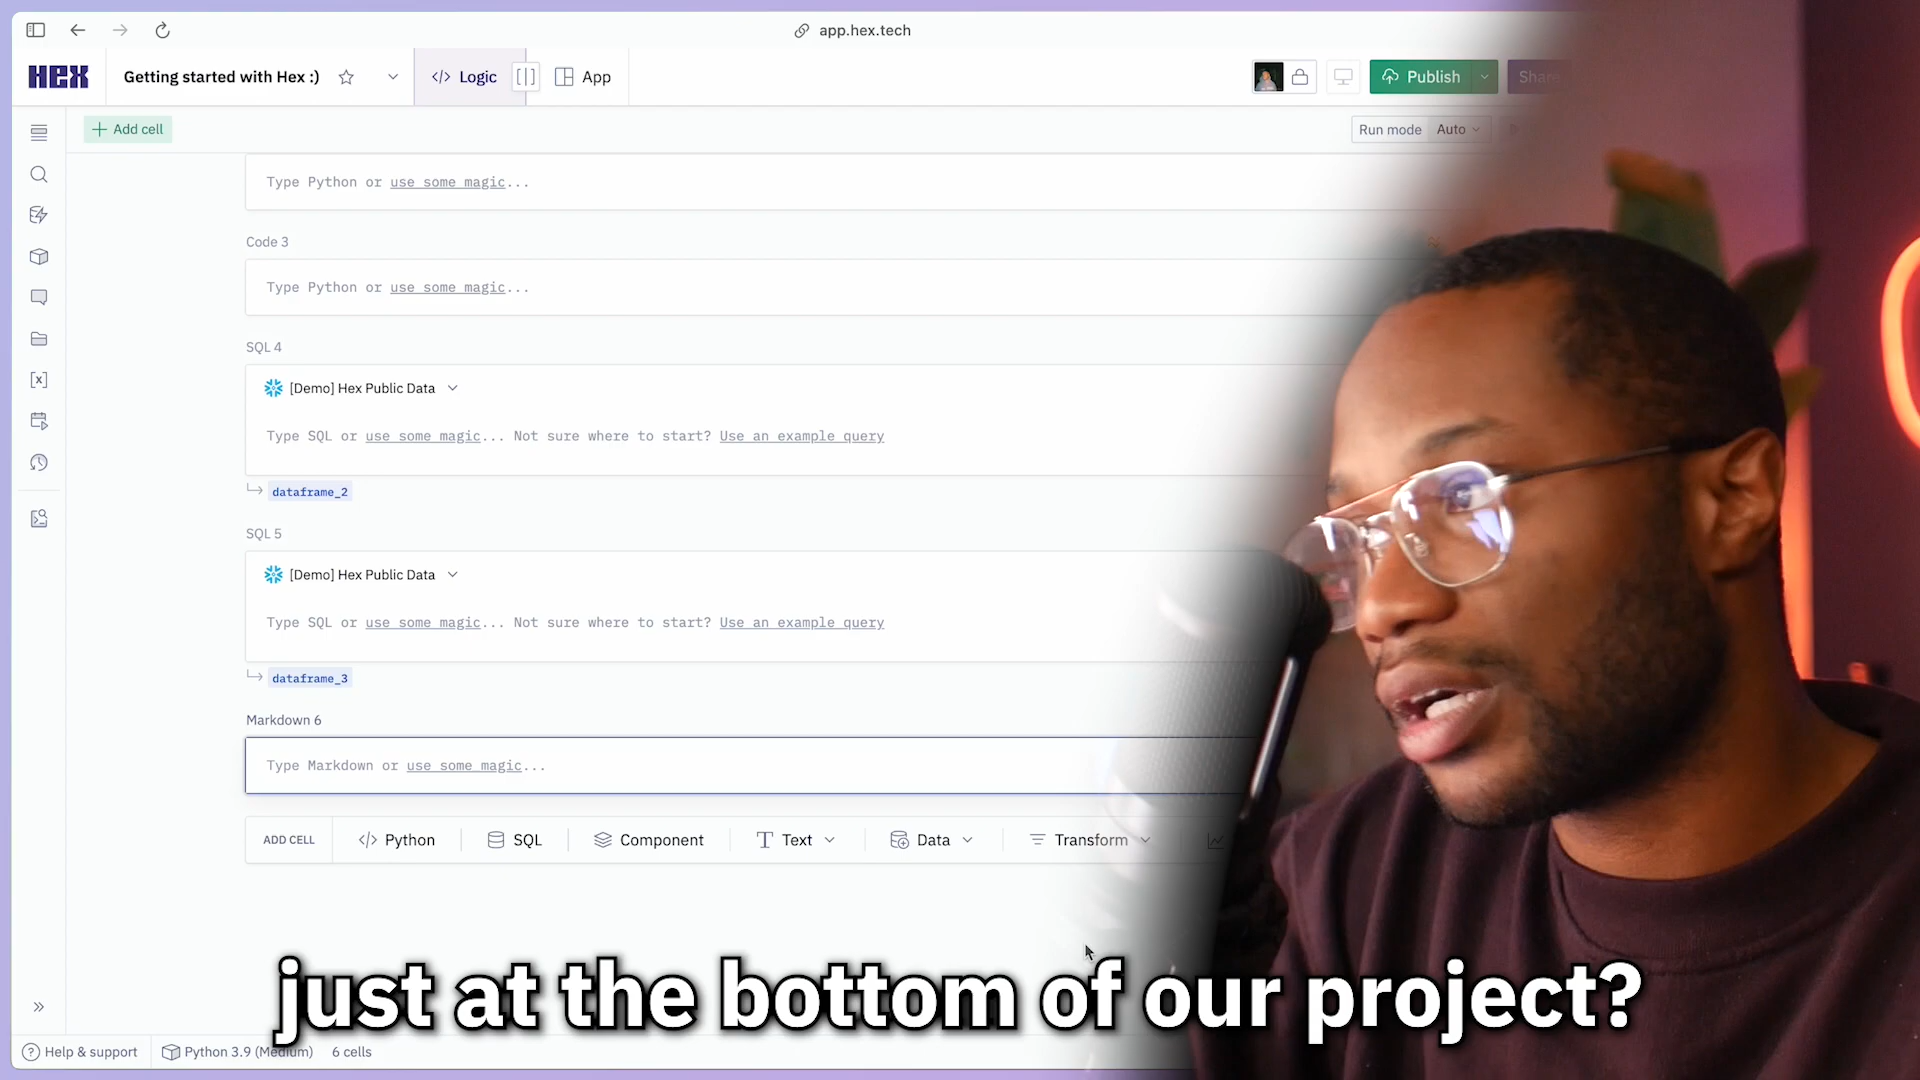 app.hex.tech
HEX
Getting started with Hex :)
Logic
App
Publish
Share
Add cell
Run mode Auto
Type Python or use some magic...
Code 3
Type Python or use some magic...
SQL 4
[Demo] Hex Public Data
Type SQL or use some magic... Not sure where to start? Use an example query
dataframe_2
SQL 5
[Demo] Hex Public Data
Type SQL or use some magic... Not sure where to start? Use an example query
dataframe_3
Markdown 6
Type Markdown or use some magic...
ADD CELL Python SQL Component Text Data Transform
just at the bottom of our project?
Help & support Python 3.9 (Medium) 6 cells